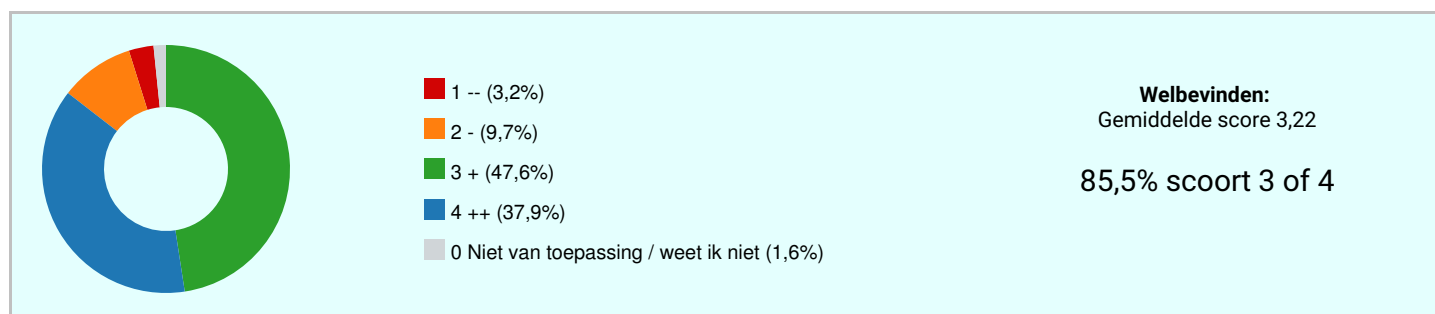 1 -- (3,2%)
2 - (9,7%)
3 + (47,6%)
4 ++ (37,9%)
0 Niet van toepassing / weet ik niet (1,6%)
Welbevinden:
Gemiddelde score 3,22
85,5% scoort 3 of 4